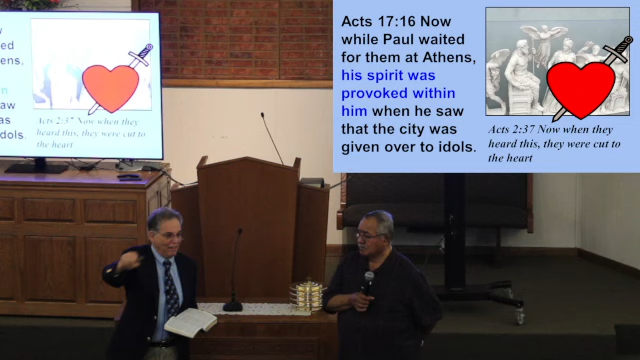 Acts 17:16 Now
while Paul waited
for them at Athens,
his spirit was
provoked within
him when he saw
that the city was
given over to idols.
Acts 2:37 Now when they
heard this, they were cut to
the heart
w
ed
ens,
n
aw
as
idols.
Acts 2:37 Now when they
heard this, they were cut to
the heart